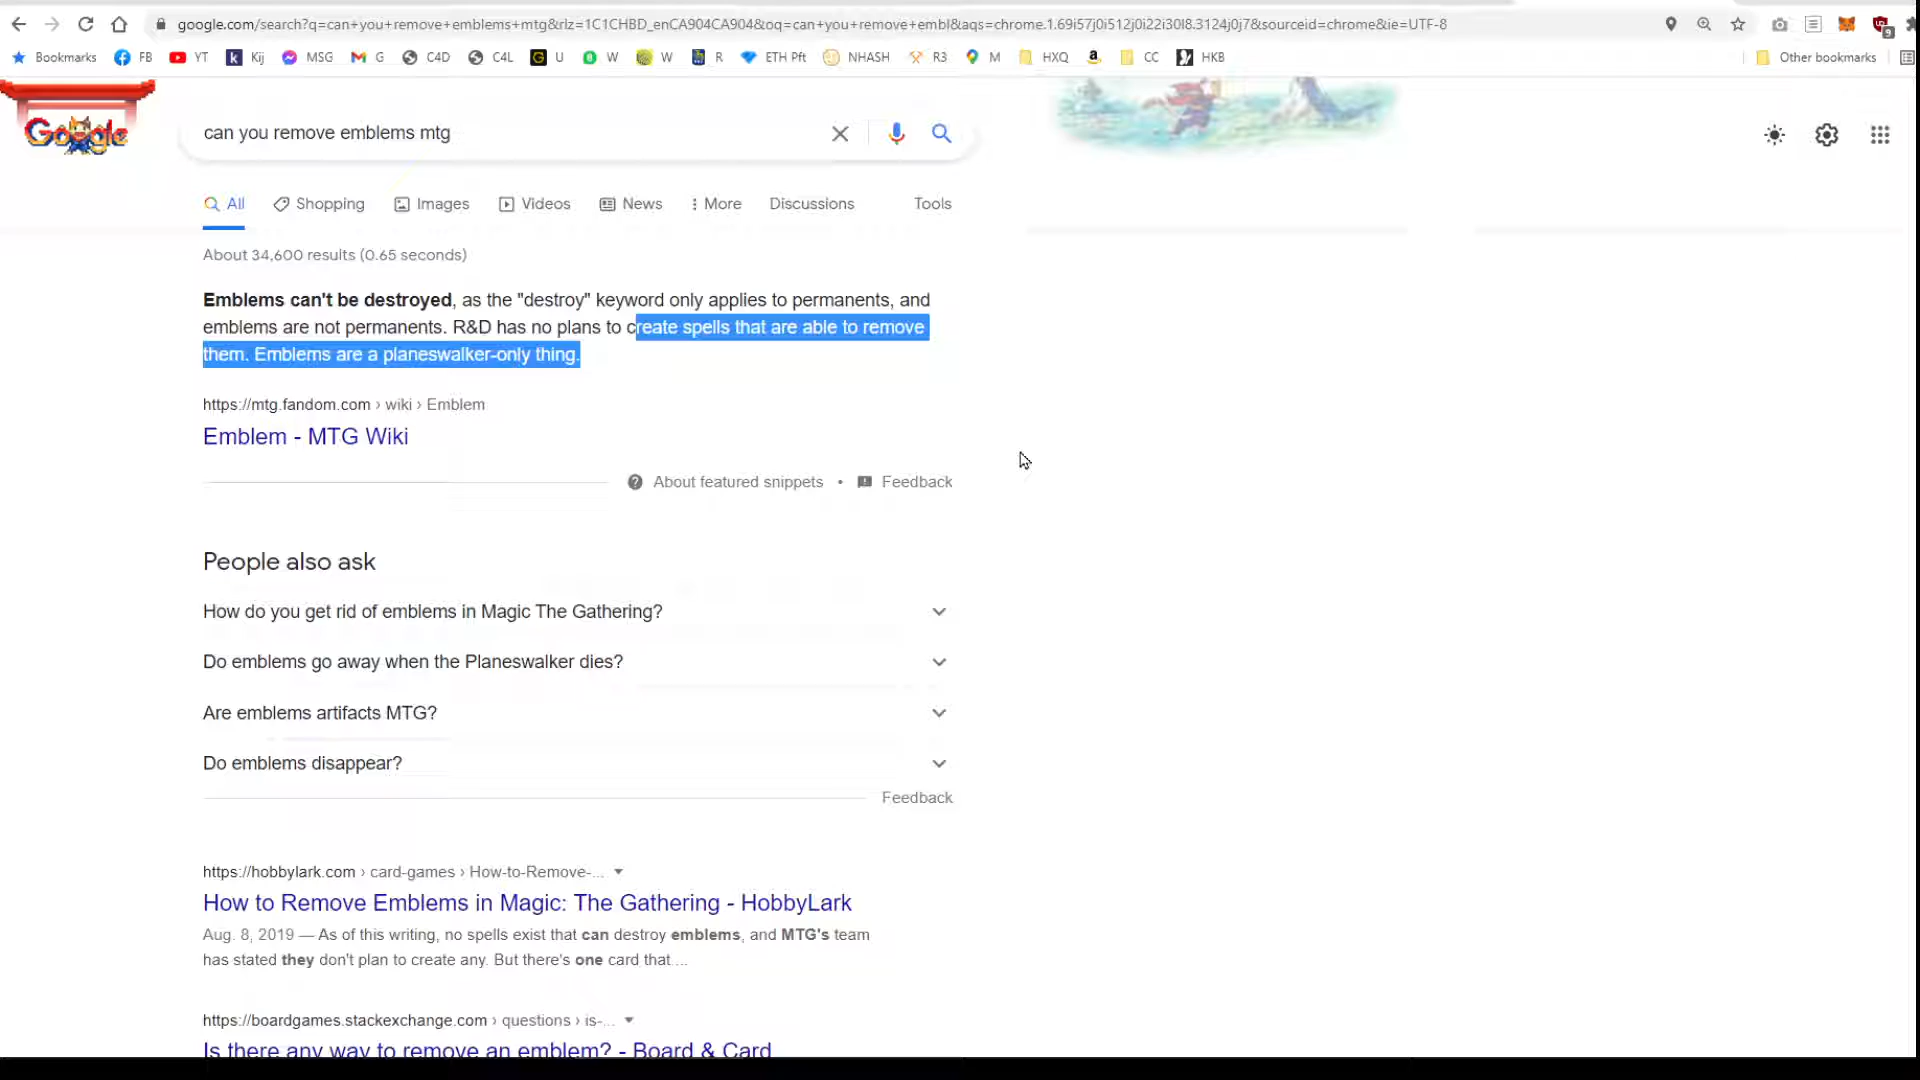 google.com/search?q=can+you+remove+emblems+mtg&rlz=1C1CHBD_enCA904CA904&oq=can+you+remove+embl&aqs=chrome.1.69i57j0i512j0i22i30l8.3124j0j7&sourceid=chrome&ie=UTF-8
9
Bookmarks FB YT Kij MSG G C4D C4L U W W R ETH Pft NHASH R3 M HXQ CC HKB Other bookmarks
Google
can you remove emblems mtg
All Shopping Images Videos News More Discussions Tools
About 34,600 results (0.65 seconds)
Emblems can't be destroyed, as the "destroy" keyword only applies to permanents, and
emblems are not permanents. R&D has no plans to create spells that are able to remove
them. Emblems are a planeswalker-only thing.
https://mtg.fandom.com › wiki › Emblem
Emblem - MTG Wiki
About featured snippets • Feedback
People also ask
How do you get rid of emblems in Magic The Gathering?
Do emblems go away when the Planeswalker dies?
Are emblems artifacts MTG?
Do emblems disappear?
Feedback
https://hobbylark.com › card-games › How-to-Remove-...
How to Remove Emblems in Magic: The Gathering - HobbyLark
Aug. 8, 2019 — As of this writing, no spells exist that can destroy emblems, and MTG's team
has stated they don't plan to create any. But there's one card that ...
https://boardgames.stackexchange.com › questions › is-...
Is there any way to remove an emblem? - Board & Card